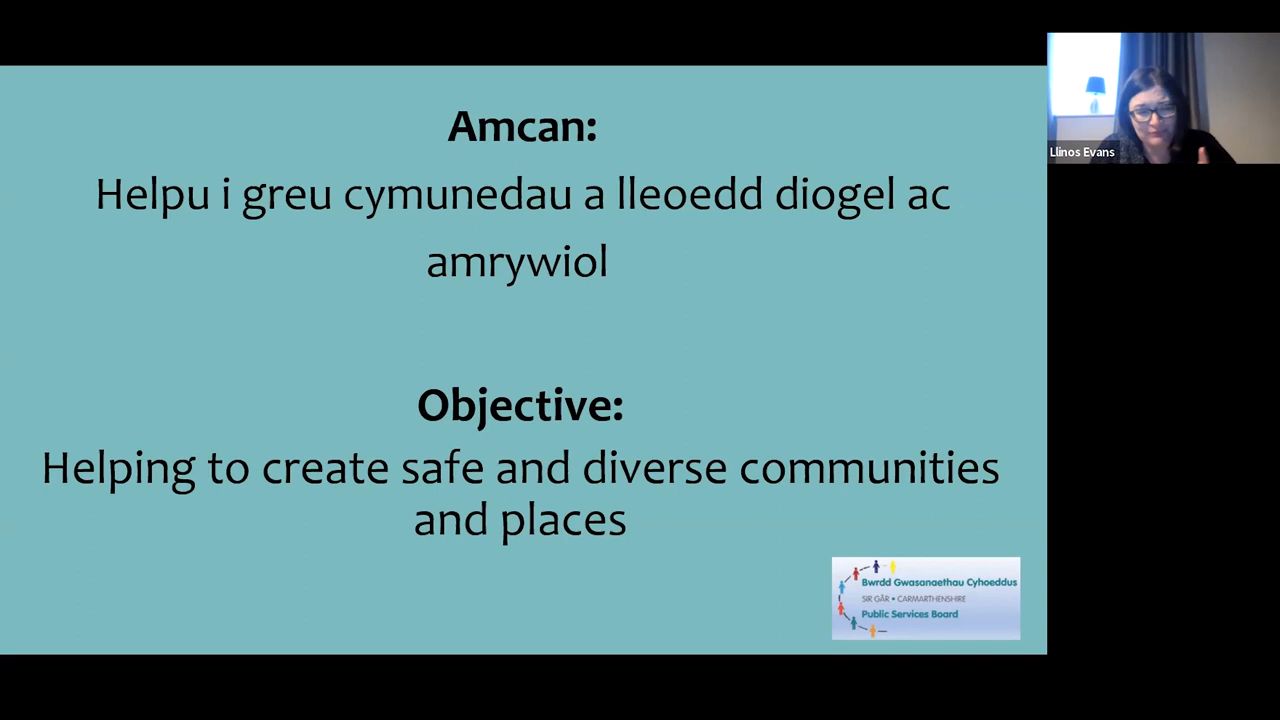 Amcan:
Helpu i greu cymunedau a lleoedd diogel ac
amrywiol
Objective:
Helping to create safe and diverse communities
and places
Bwrdd Gwasanaethau Cyhoeddus
SIR GÂR • CARMARTHENSHIRE
Public Services Board
Llinos Evans